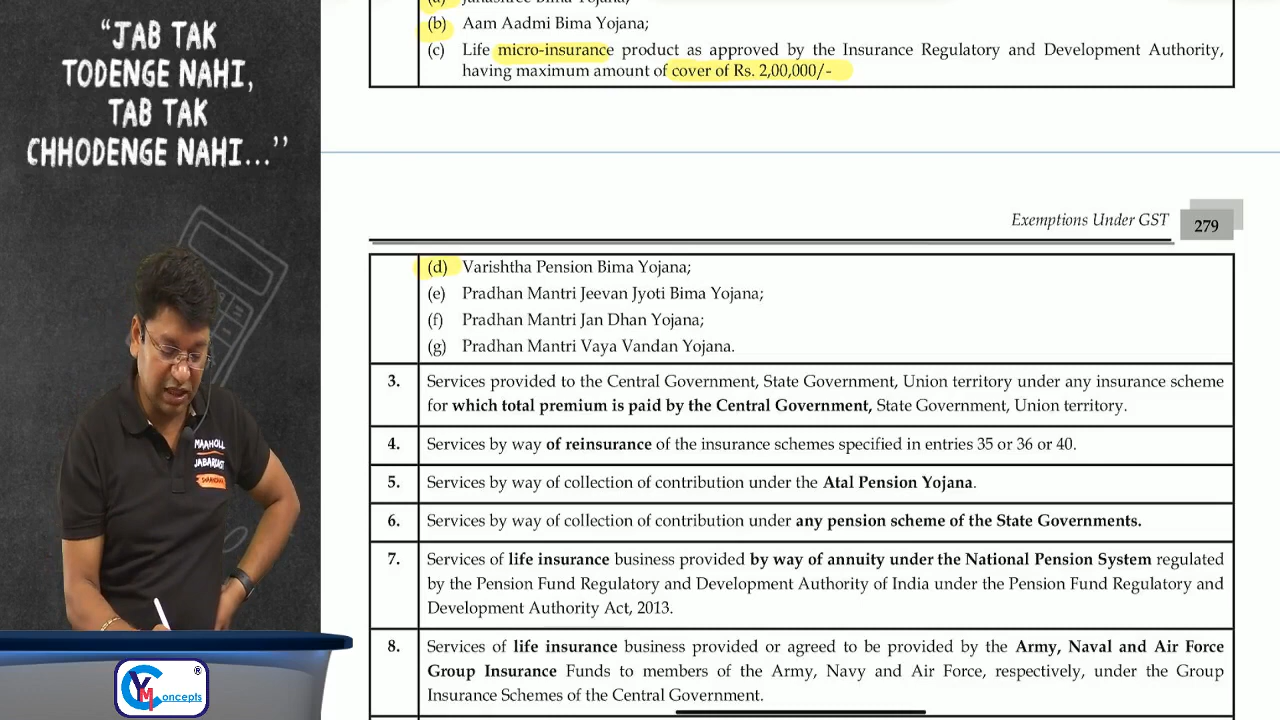 “JAB TAK
TODENGE NAHI,
TAB TAK
CHHODENGE NAHI...’’
(a) Janashree Bima Yojana;
(b) Aam Aadmi Bima Yojana;
(c) Life micro-insurance product as approved by the Insurance Regulatory and Development Authority,
having maximum amount of cover of Rs. 2,00,000/-
Exemptions Under GST 279
(d) Varishtha Pension Bima Yojana;
(e) Pradhan Mantri Jeevan Jyoti Bima Yojana;
(f) Pradhan Mantri Jan Dhan Yojana;
(g) Pradhan Mantri Vaya Vandan Yojana.
3. Services provided to the Central Government, State Government, Union territory under any insurance scheme
for which total premium is paid by the Central Government, State Government, Union territory.
4. Services by way of reinsurance of the insurance schemes specified in entries 35 or 36 or 40.
5. Services by way of collection of contribution under the Atal Pension Yojana.
6. Services by way of collection of contribution under any pension scheme of the State Governments.
7. Services of life insurance business provided by way of annuity under the National Pension System regulated
by the Pension Fund Regulatory and Development Authority of India under the Pension Fund Regulatory and
Development Authority Act, 2013.
8. Services of life insurance business provided or agreed to be provided by the Army, Naval and Air Force
Group Insurance Funds to members of the Army, Navy and Air Force, respectively, under the Group
Insurance Schemes of the Central Government.
MAAHOLL
JABARDAST
YM Concepts ®